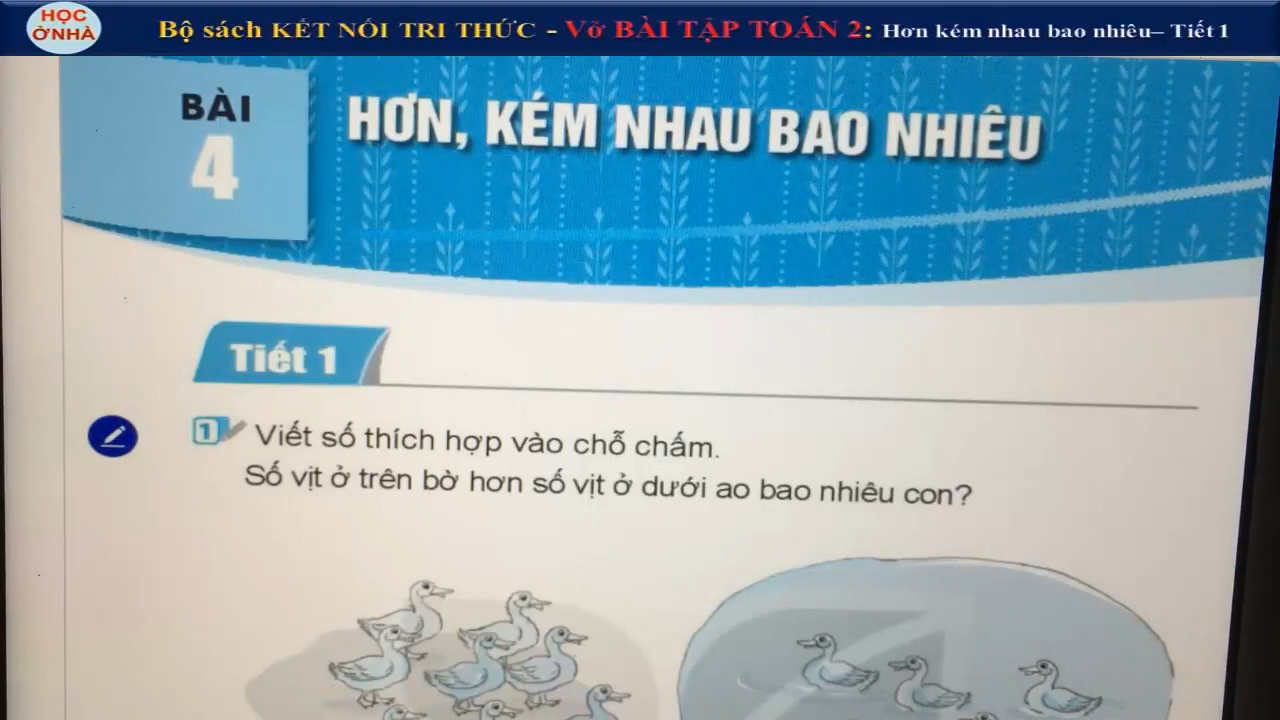 HỌC
Ở NHÀ
Bộ sách KẾT NỐI TRI THỨC - Vở BÀI TẬP TOÁN 2: Hơn kém nhau bao nhiêu– Tiết 1
BÀI
4
HƠN, KÉM NHAU BAO NHIÊU
Tiết 1
1 Viết số thích hợp vào chỗ chấm.
Số vịt ở trên bờ hơn số vịt ở dưới ao bao nhiêu con?